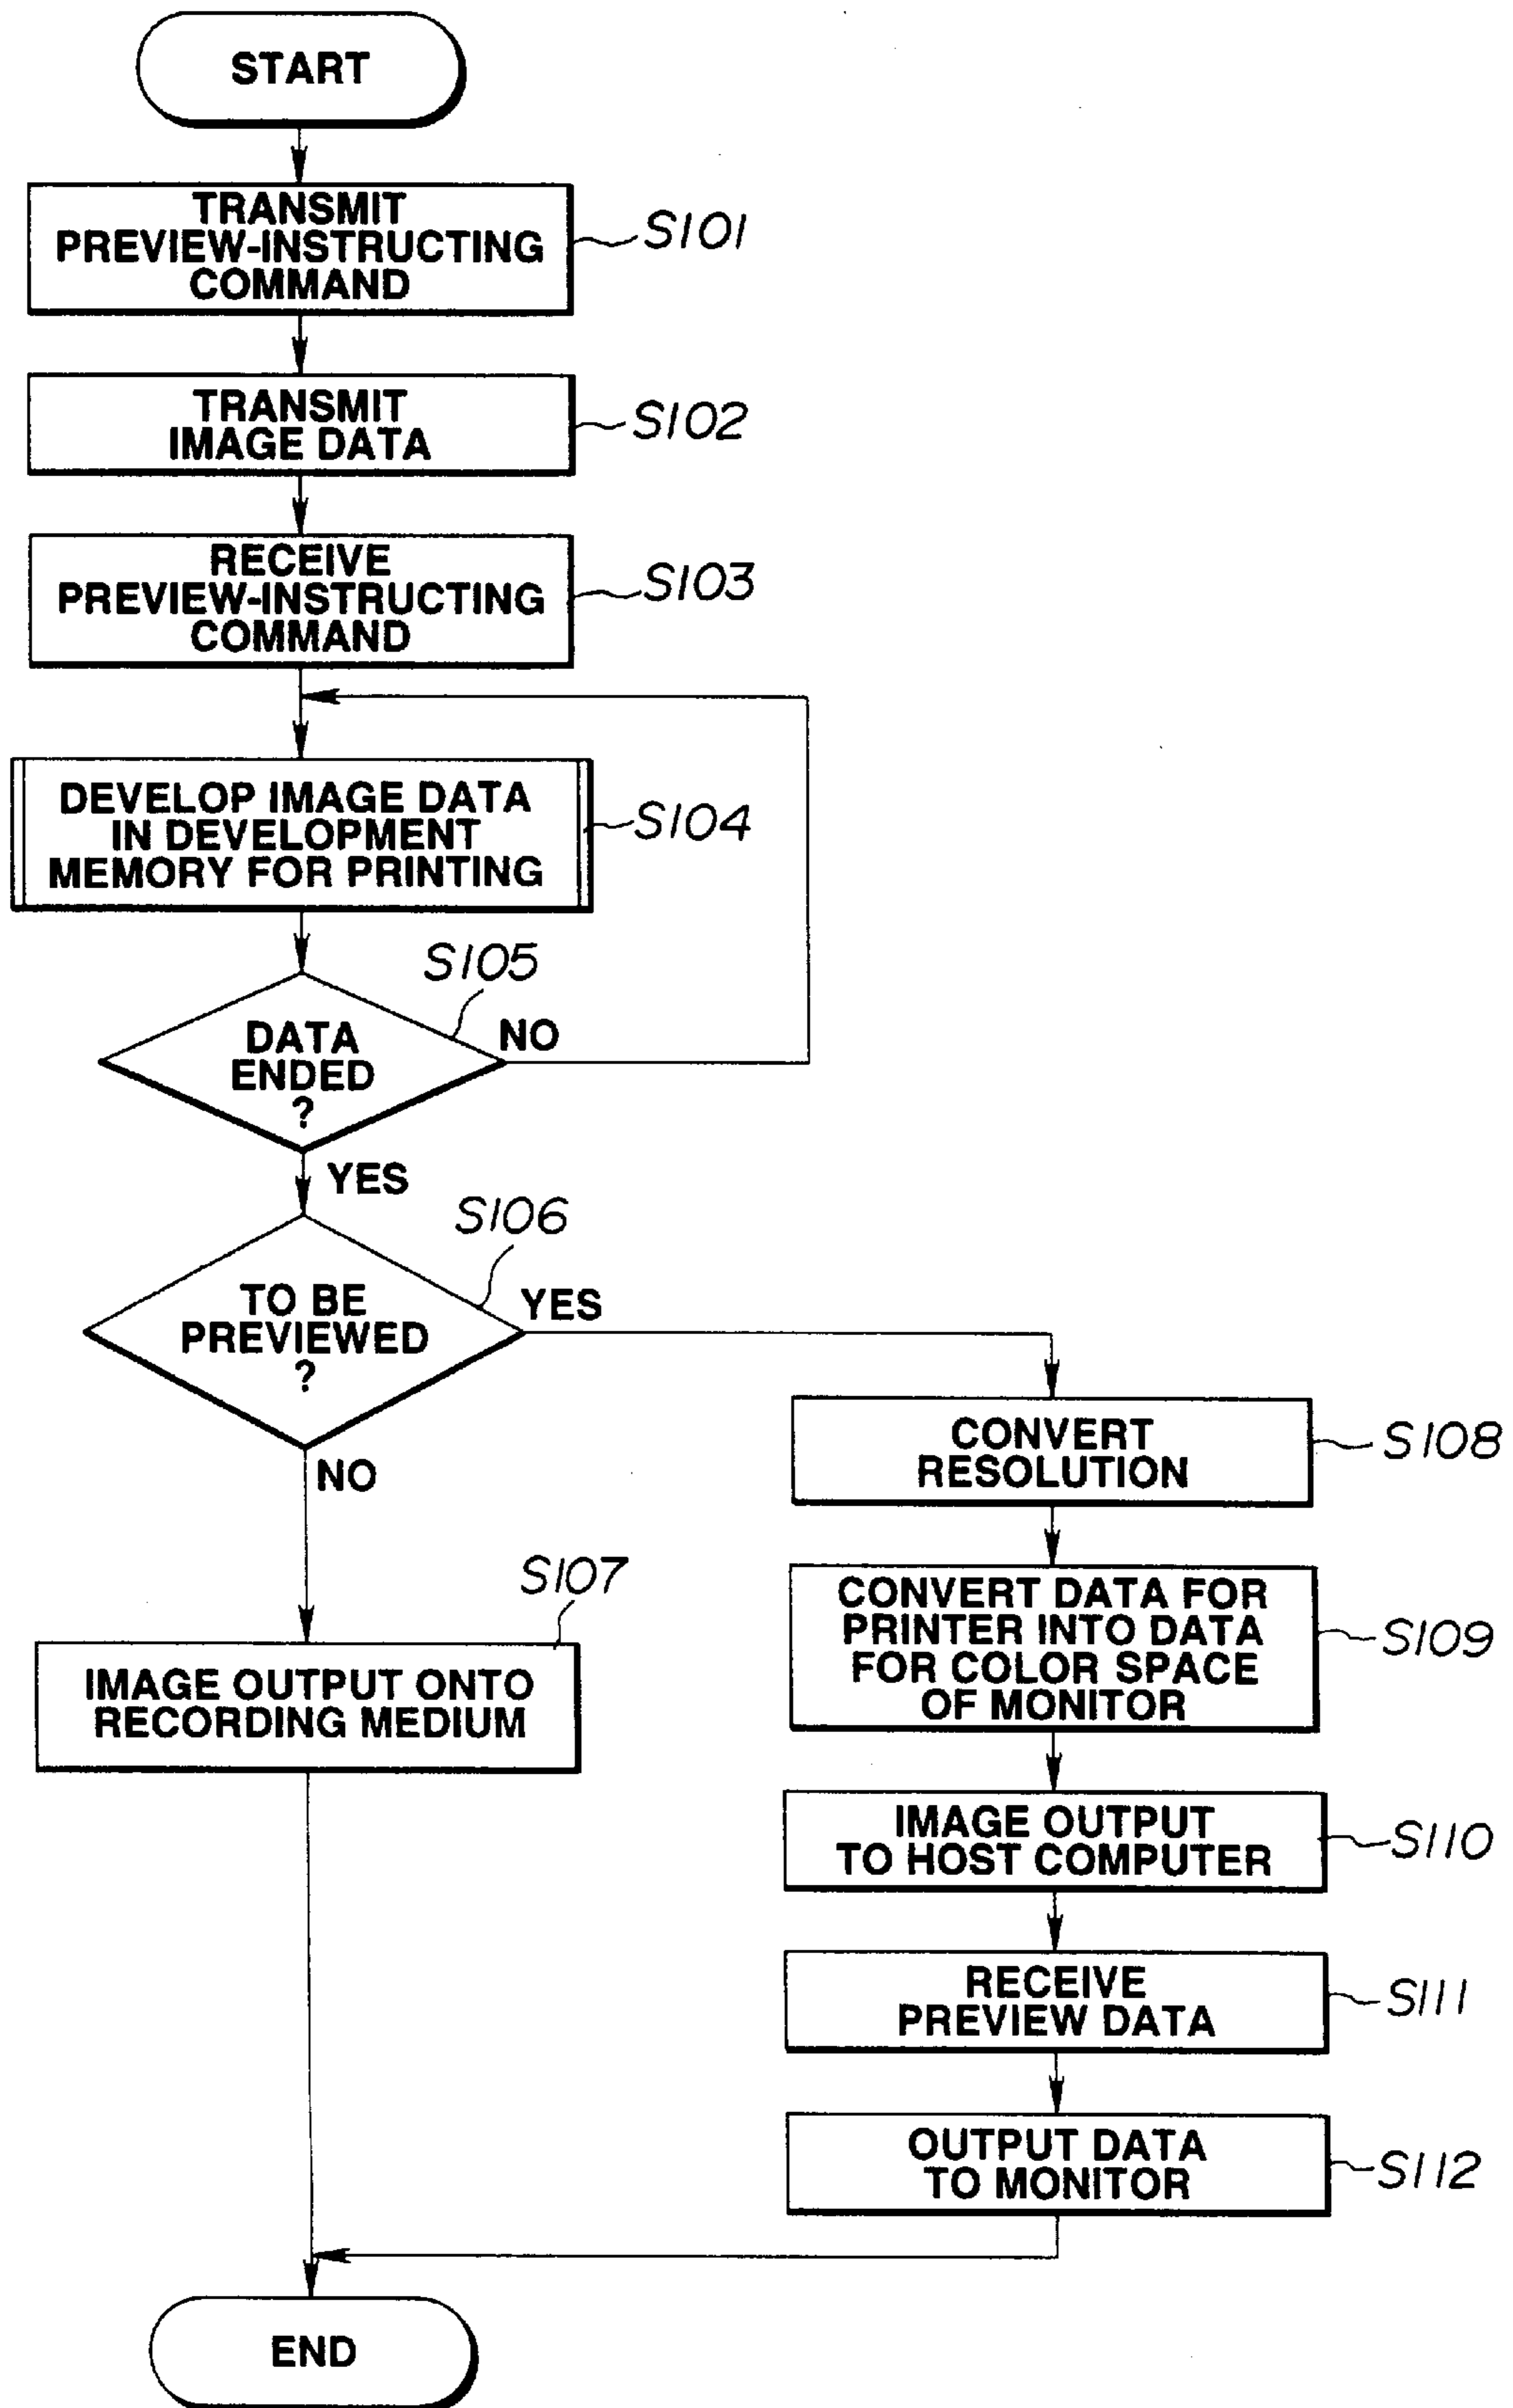 START
TRANSMIT
PREVIEW-INSTRUCTING
COMMAND
S101
TRANSMIT
IMAGE DATA
S102
RECEIVE
PREVIEW-INSTRUCTING
COMMAND
S103
DEVELOP IMAGE DATA
IN DEVELOPMENT
MEMORY FOR PRINTING
S104
S105
DATA
ENDED
?
NO
YES
S106
TO BE
PREVIEWED
?
YES
NO
S107
IMAGE OUTPUT ONTO
RECORDING MEDIUM
CONVERT
RESOLUTION
S108
CONVERT DATA FOR
PRINTER INTO DATA
FOR COLOR SPACE
OF MONITOR
S109
IMAGE OUTPUT
TO HOST COMPUTER
S110
RECEIVE
PREVIEW DATA
S111
OUTPUT DATA
TO MONITOR
S112
END